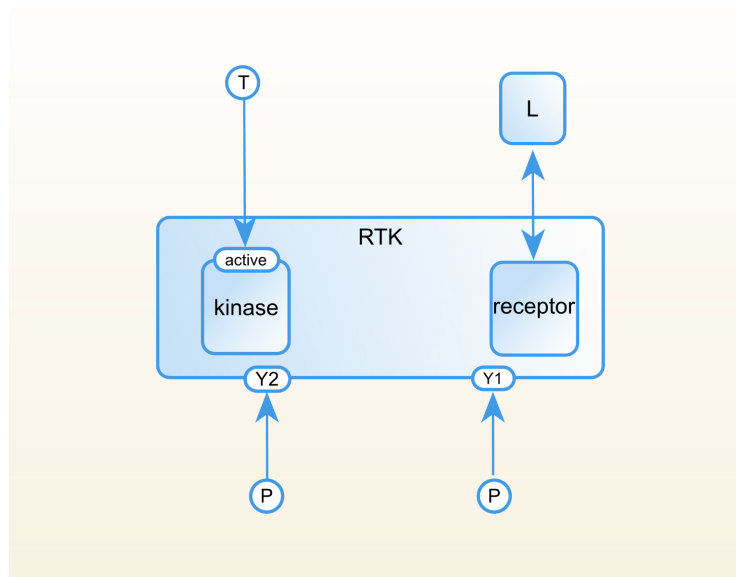 T
L
RTK
active
kinase
receptor
Y2
Y1
P
P